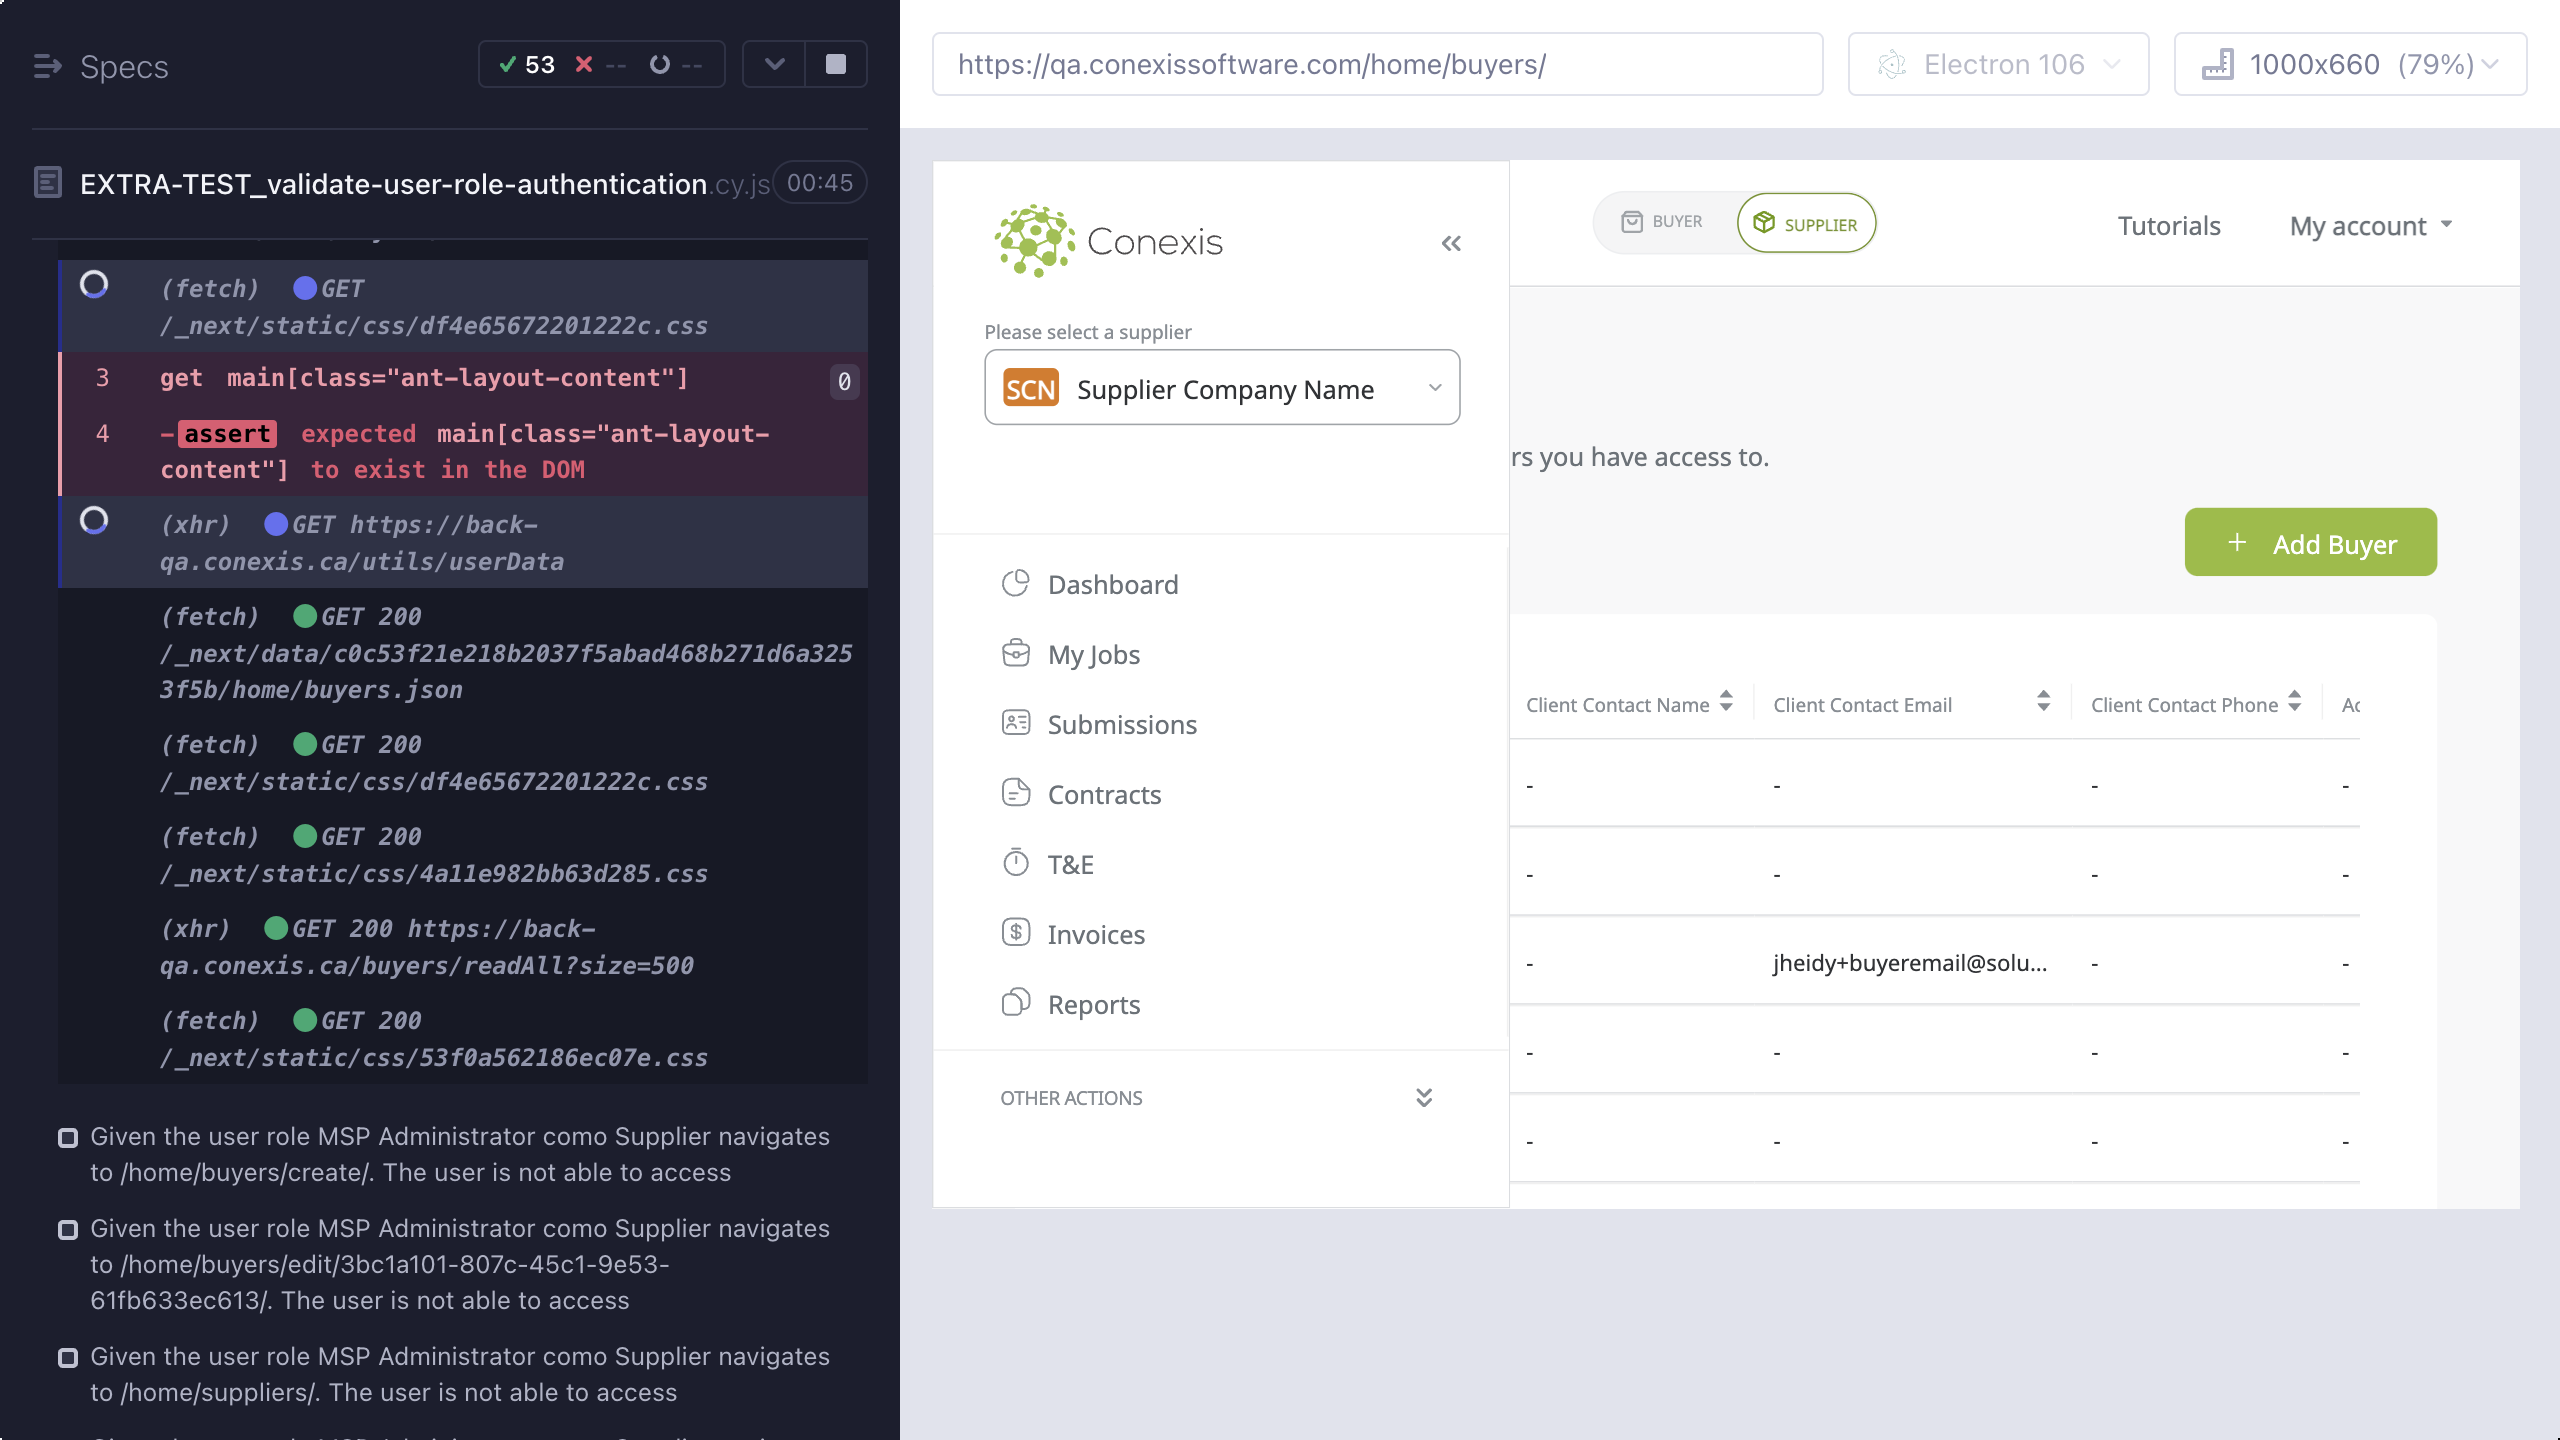 Specs
53 -- --
EXTRA-TEST_validate-user-role-authentication.cy.js 00:45
(fetch) GET
/_next/static/css/df4e65672201222c.css
3 get main[class="ant-layout-content"] 0
4 -assert expected main[class="ant-layout-
content"] to exist in the DOM
(xhr) GET https://back-
qa.conexis.ca/utils/userData
(fetch) GET 200
/_next/data/c0c53f21e218b2037f5abad468b271d6a325
3f5b/home/buyers.json
(fetch) GET 200
/_next/static/css/df4e65672201222c.css
(fetch) GET 200
/_next/static/css/4a11e982bb63d285.css
(xhr) GET 200 https://back-
qa.conexis.ca/buyers/readAll?size=500
(fetch) GET 200
/_next/static/css/53f0a562186ec07e.css
Given the user role MSP Administrator como Supplier navigates
to /home/buyers/create/. The user is not able to access
Given the user role MSP Administrator como Supplier navigates
to /home/buyers/edit/3bc1a101-807c-45c1-9e53-
61fb633ec613/. The user is not able to access
Given the user role MSP Administrator como Supplier navigates
to /home/suppliers/. The user is not able to access
https://qa.conexissoftware.com/home/buyers/
Electron 106
1000x660 (79%)
Conexis
Please select a supplier
SCN Supplier Company Name
Dashboard
My Jobs
Submissions
Contracts
T&E
Invoices
Reports
OTHER ACTIONS
BUYER
SUPPLIER
Tutorials
My account
rs you have access to.
+ Add Buyer
Client Contact Name Client Contact Email Client Contact Phone Ac
- - - -
- - - -
- jheidy+buyeremail@solu... - -
- - - -
- - - -